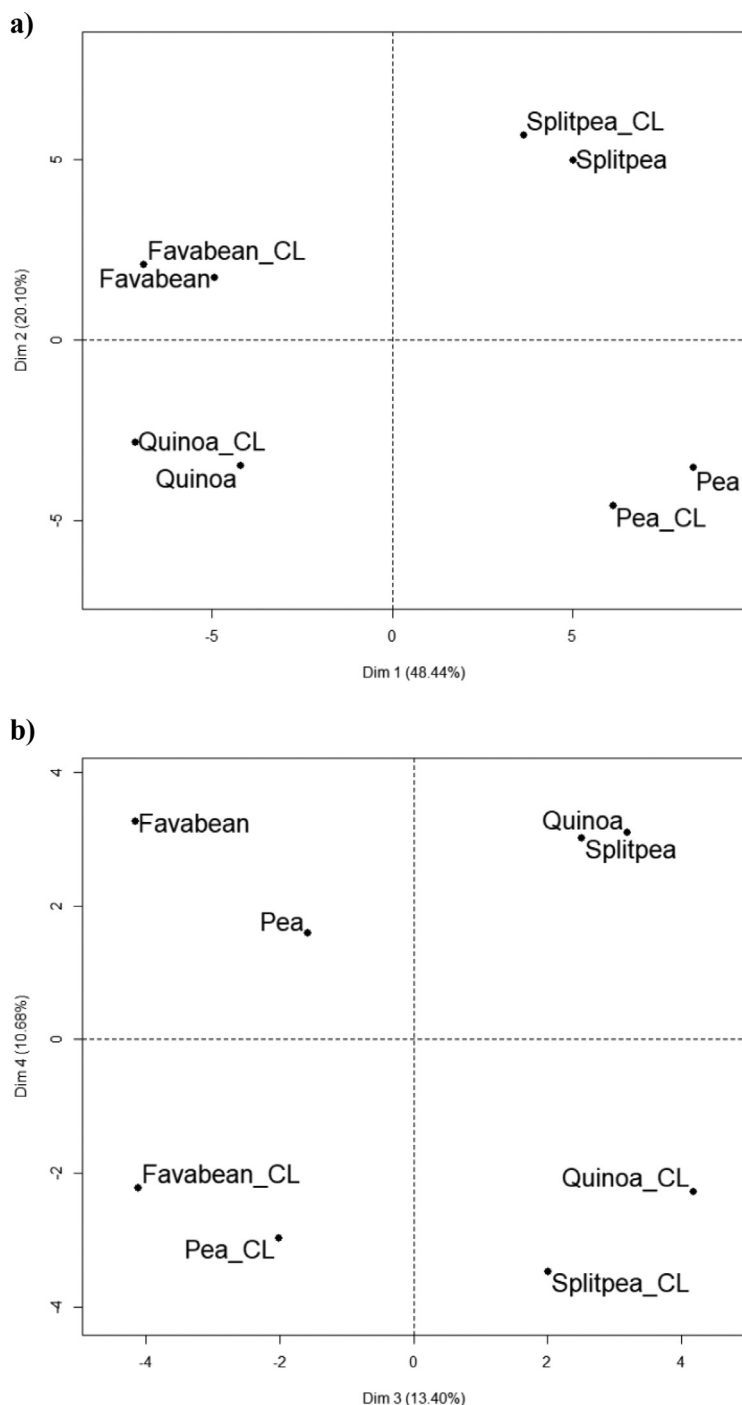 a)
Splitpea_CL
5
Splitpea
Favabean_CL
Favabean
Dim 2 (20.10%)
0
Quinoa_CL
Quinoa
Pea
-5
Pea_CL
-5 0 5
Dim 1 (48.44%)
b)
4
Favabean
Quinoa
Splitpea
2
Pea
Dim 4 (10.68%)
0
-2
Favabean_CL
Quinoa_CL
Pea_CL
Splitpea_CL
-4
-4 -2 0 2 4
Dim 3 (13.40%)